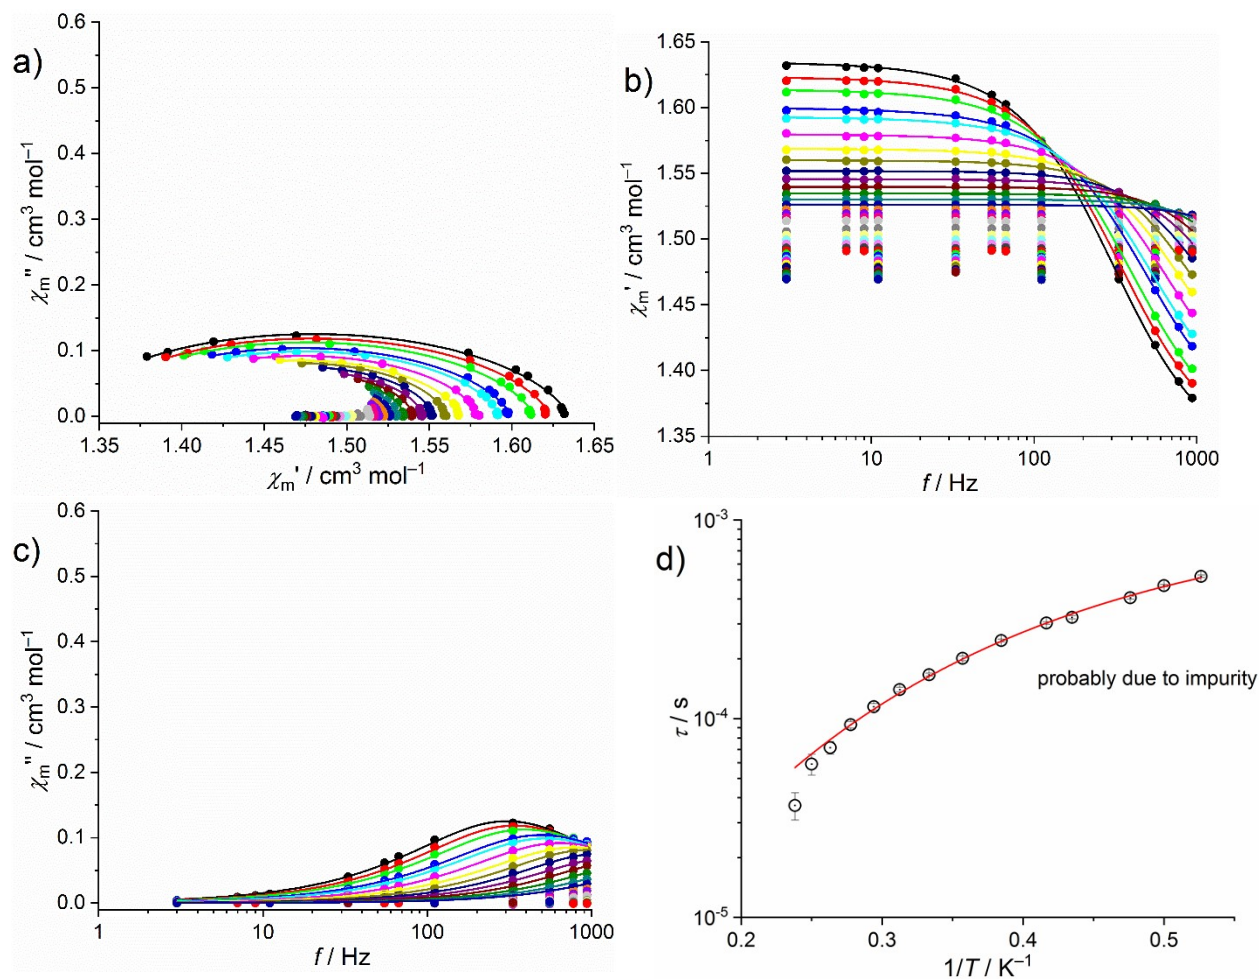 a)
0.6
0.5
0.4
0.3
0.2
0.1
0.0
χm'' / cm³ mol⁻¹
1.35 1.40 1.45 1.50 1.55 1.60 1.65
χm' / cm³ mol⁻¹
b)
1.65
1.60
1.55
1.50
1.45
1.40
1.35
χm' / cm³ mol⁻¹
1 10 100 1000
f / Hz
c)
0.6
0.5
0.4
0.3
0.2
0.1
0.0
χm'' / cm³ mol⁻¹
1 10 100 1000
f / Hz
d)
10⁻³
10⁻⁴
10⁻⁵
τ / s
probably due to impurity
0.2 0.3 0.4 0.5
1/T / K⁻¹